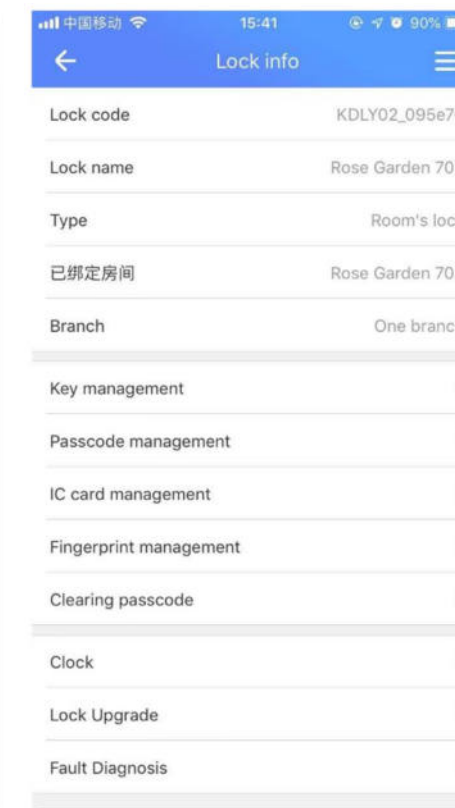 中国移动 15:41 90%
Lock info
Lock code KDLY02_095e7
Lock name Rose Garden 70
Type Room's loc
已绑定房间 Rose Garden 70
Branch One branc
Key management
Passcode management
IC card management
Fingerprint management
Clearing passcode
Clock
Lock Upgrade
Fault Diagnosis